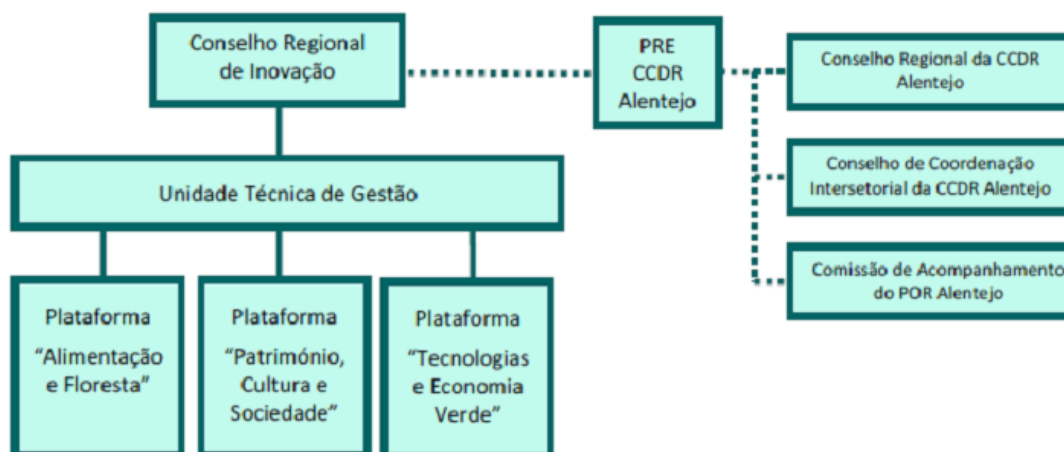 Conselho Regional
de Inovação
PRE
CCDR
Alentejo
Conselho Regional da CCDR
Alentejo
Conselho de Coordenação
Intersetorial da CCDR Alentejo
Comissão de Acompanhamento
do POR Alentejo
Unidade Técnica de Gestão
Plataforma
“Alimentação
e Floresta”
Plataforma
“Património,
Cultura e
Sociedade”
Plataforma
“Tecnologias
e Economia
Verde”